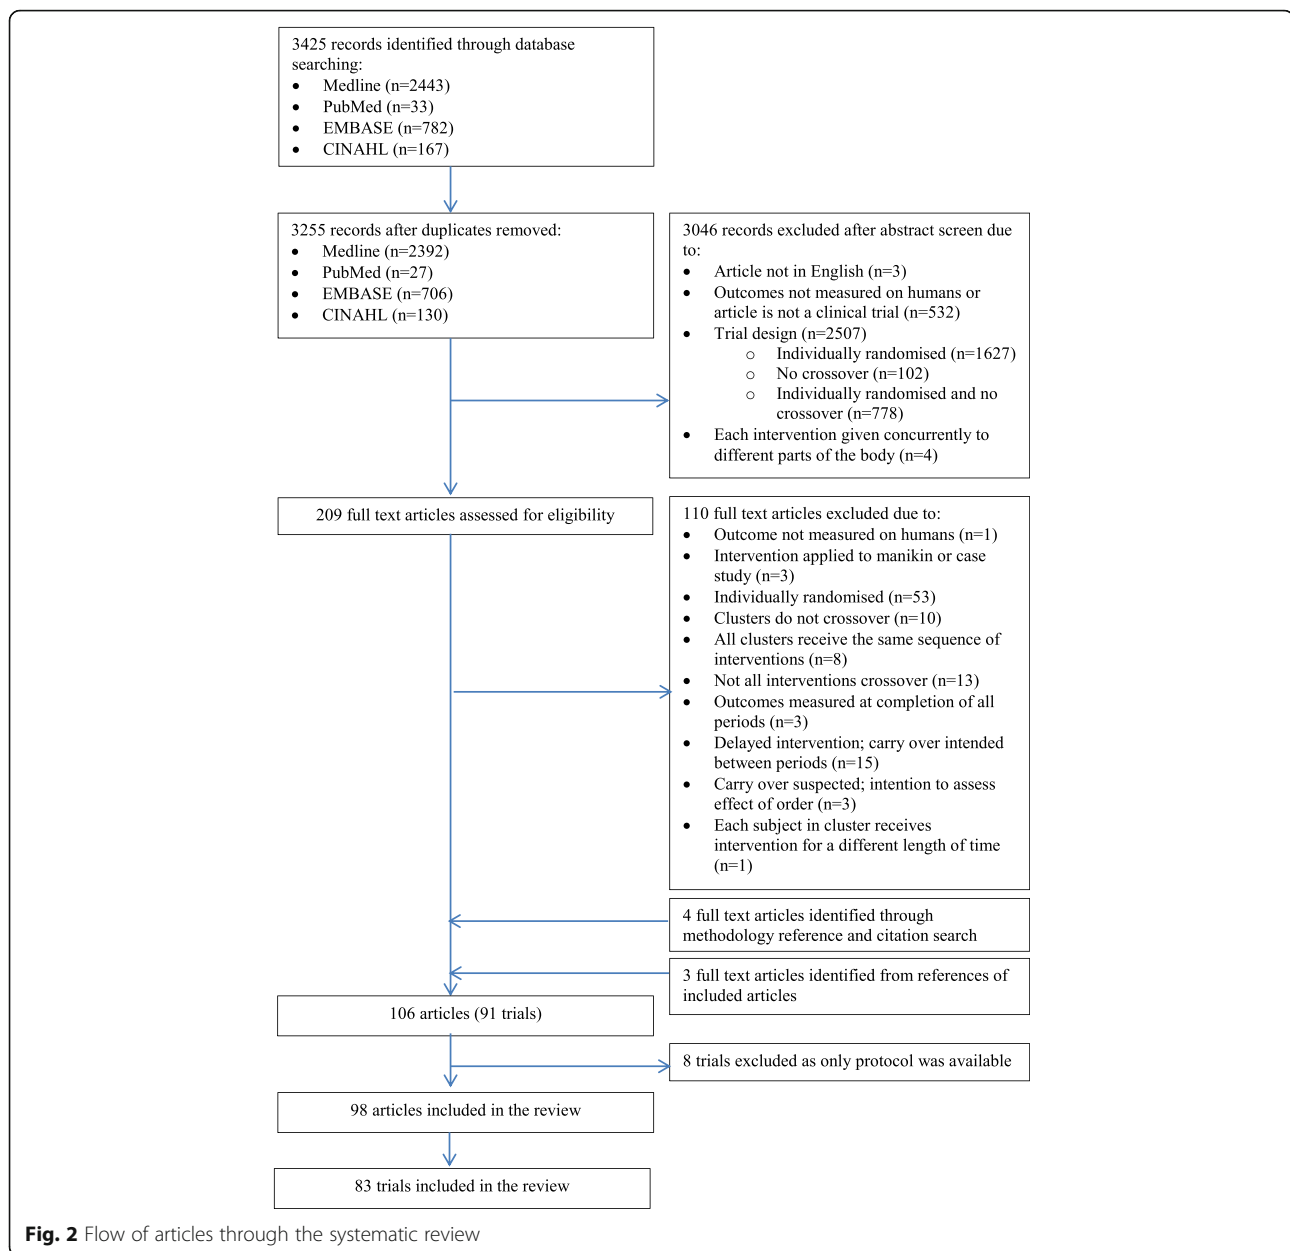 3425 records identified through database
searching:
• Medline (n=2443)
• PubMed (n=33)
• EMBASE (n=782)
• CINAHL (n=167)
3255 records after duplicates removed:
• Medline (n=2392)
• PubMed (n=27)
• EMBASE (n=706)
• CINAHL (n=130)
3046 records excluded after abstract screen due
to:
• Article not in English (n=3)
• Outcomes not measured on humans or
article is not a clinical trial (n=532)
• Trial design (n=2507)
o Individually randomised (n=1627)
o No crossover (n=102)
o Individually randomised and no
crossover (n=778)
• Each intervention given concurrently to
different parts of the body (n=4)
209 full text articles assessed for eligibility
110 full text articles excluded due to:
• Outcome not measured on humans (n=1)
• Intervention applied to manikin or case
study (n=3)
• Individually randomised (n=53)
• Clusters do not crossover (n=10)
• All clusters receive the same sequence of
interventions (n=8)
• Not all interventions crossover (n=13)
• Outcomes measured at completion of all
periods (n=3)
• Delayed intervention; carry over intended
between periods (n=15)
• Carry over suspected; intention to assess
effect of order (n=3)
• Each subject in cluster receives
intervention for a different length of time
(n=1)
4 full text articles identified through
methodology reference and citation search
3 full text articles identified from references of
included articles
106 articles (91 trials)
8 trials excluded as only protocol was available
98 articles included in the review
83 trials included in the review
Fig. 2 Flow of articles through the systematic review